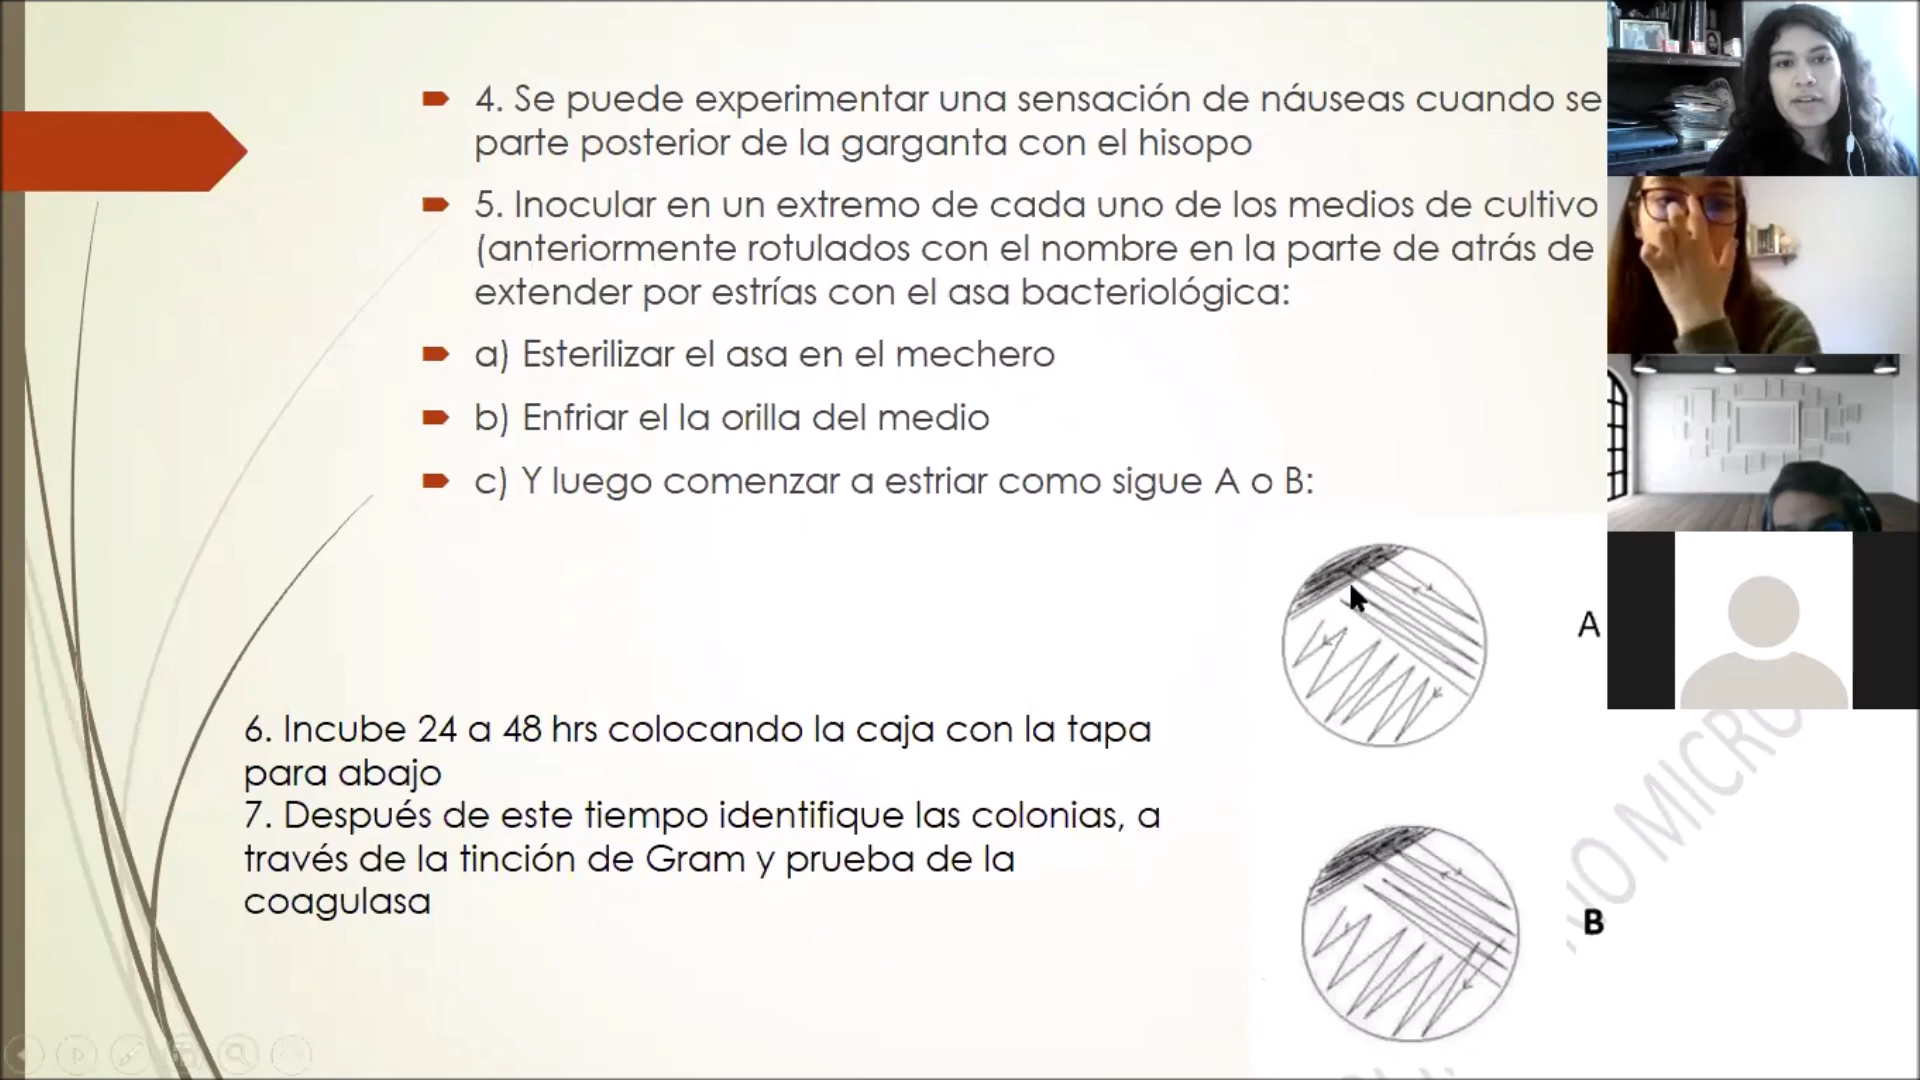 4. Se puede experimentar una sensación de náuseas cuando se
parte posterior de la garganta con el hisopo
5. Inocular en un extremo de cada uno de los medios de cultivo
(anteriormente rotulados con el nombre en la parte de atrás de
extender por estrías con el asa bacteriológica:
a) Esterilizar el asa en el mechero
b) Enfriar el la orilla del medio
c) Y luego comenzar a estriar como sigue A o B:
A
6. Incube 24 a 48 hrs colocando la caja con la tapa
para abajo
7. Después de este tiempo identifique las colonias, a
través de la tinción de Gram y prueba de la
coagulasa
B